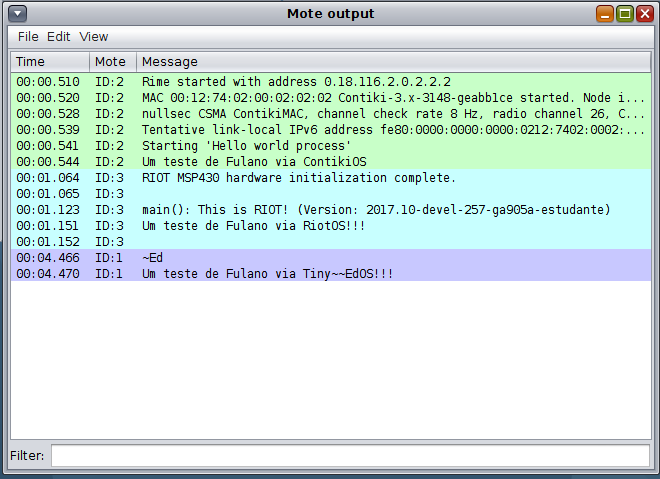 Mote output
File Edit View
Time Mote Message
00:00.510 ID:2 Rime started with address 0.18.116.2.0.2.2.2
00:00.520 ID:2 MAC 00:12:74:02:00:02:02:02 Contiki-3.x-3148-geabb1ce started. Node i...
00:00.528 ID:2 nullsec CSMA ContikiMAC, channel check rate 8 Hz, radio channel 26, C...
00:00.539 ID:2 Tentative link-local IPv6 address fe80:0000:0000:0000:0212:7402:0002:...
00:00.541 ID:2 Starting 'Hello world process'
00:00.544 ID:2 Um teste de Fulano via ContikiOS
00:01.064 ID:3 RIOT MSP430 hardware initialization complete.
00:01.065 ID:3
00:01.123 ID:3 main(): This is RIOT! (Version: 2017.10-devel-257-ga905a-estudante)
00:01.151 ID:3 Um teste de Fulano via RiotOS!!!
00:01.152 ID:3
00:04.466 ID:1 ~Ed
00:04.470 ID:1 Um teste de Fulano via Tiny~~EdOS!!!
Filter: